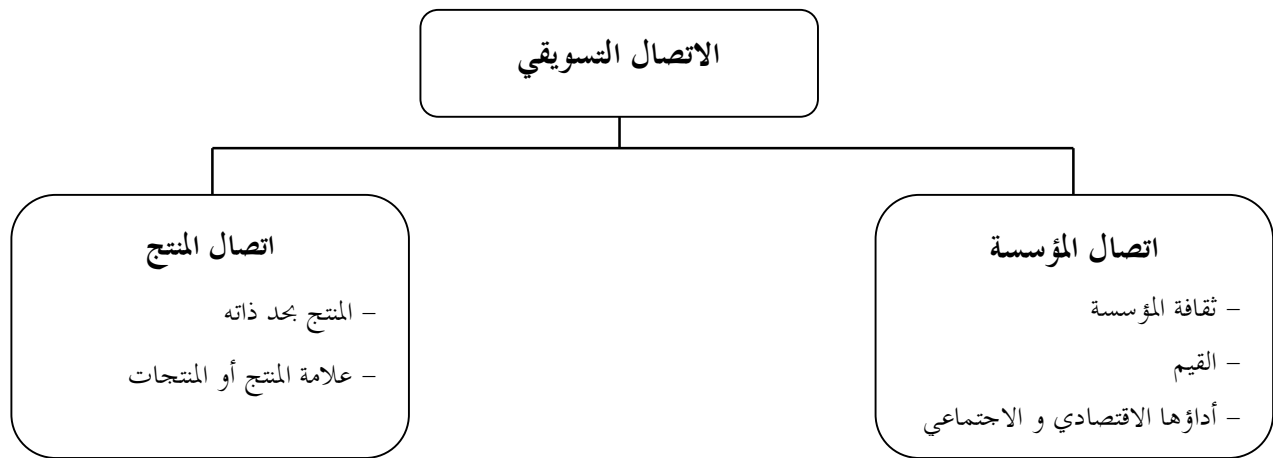 الاتصال التسويقي
اتصال المؤسسة
– ثقافة المؤسسة
– القيم
– أداؤها الاقتصادي و الاجتماعي
اتصال المنتج
– المنتج بحد ذاته
– علامة المنتج أو المنتجات